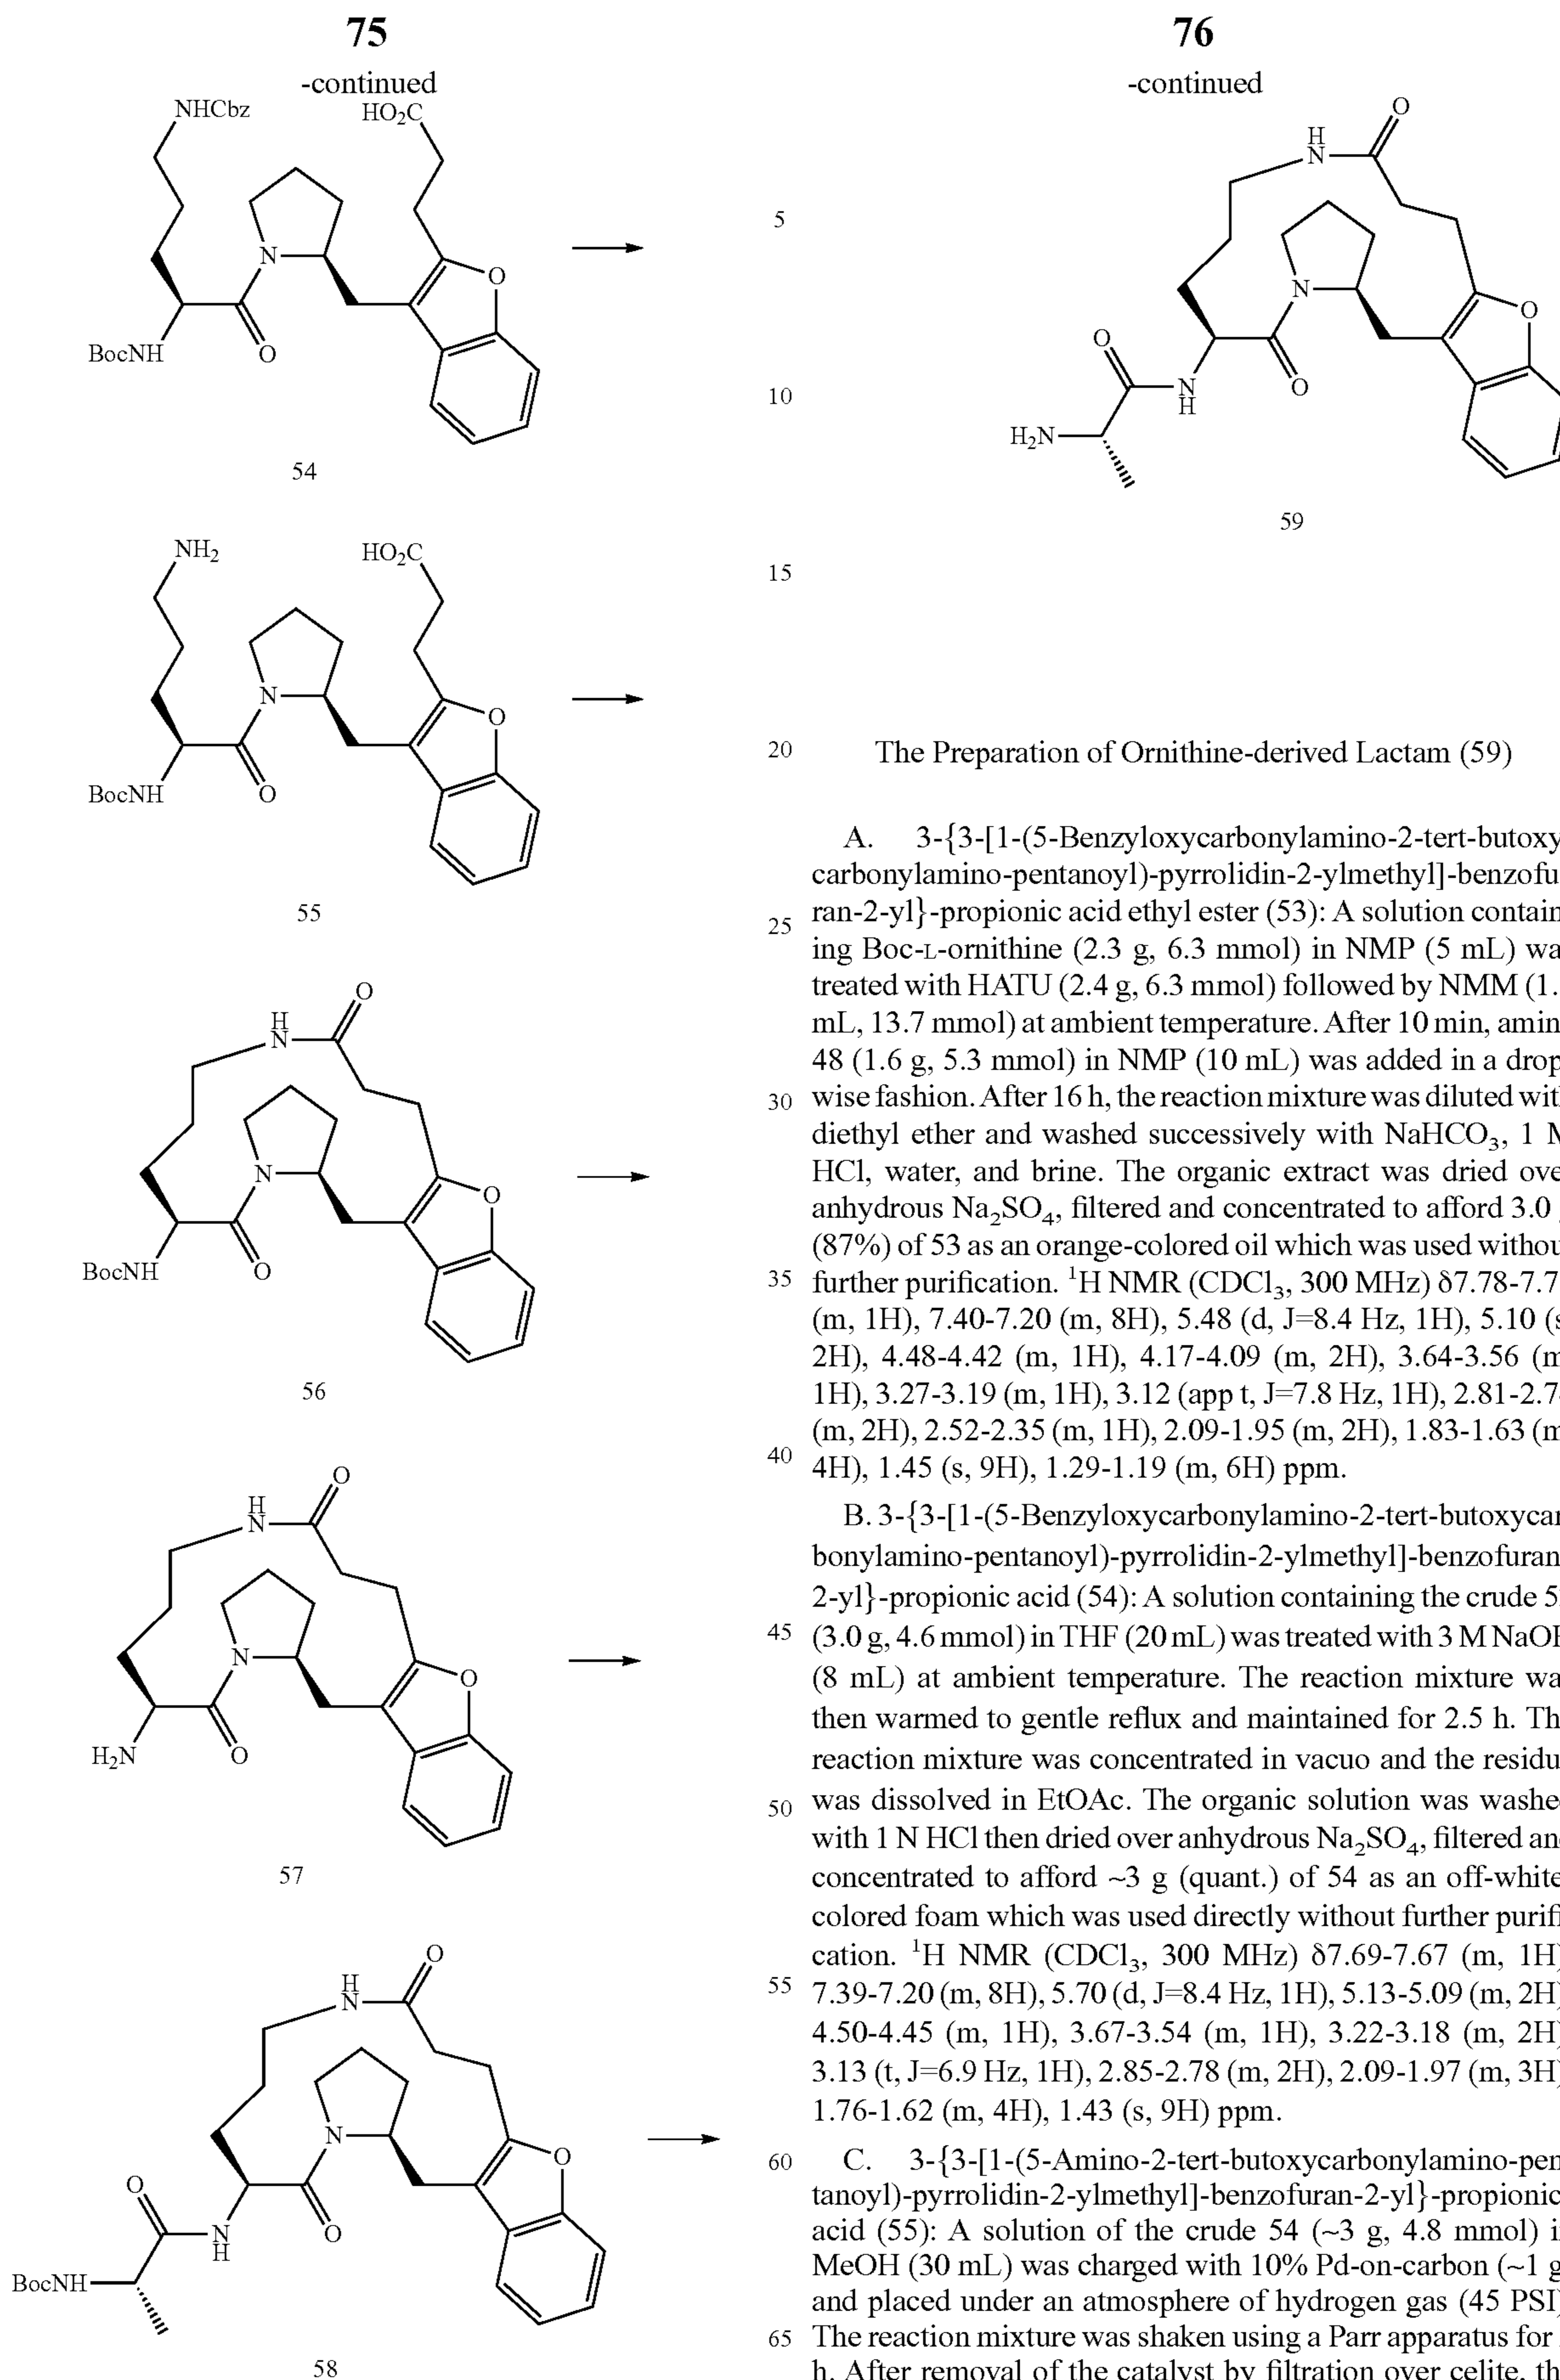 75
-continued
NHCbz
HO₂C
N
O
BocNH
O
54
NH₂
HO₂C
N
O
BocNH
O
55
O
H
N
N
O
BocNH
O
56
O
H
N
N
O
H₂N
O
57
O
H
N
N
O
O
N
H
O
BocNH
58
76
-continued
O
H
N
N
O
O
N
H
O
H₂N
59
5
10
15
20
25
30
35
40
45
50
55
60
65
The Preparation of Ornithine-derived Lactam (59)
A. 3-{3-[1-(5-Benzyloxycarbonylamino-2-tert-butoxy
carbonylamino-pentanoyl)-pyrrolidin-2-ylmethyl]-benzofu
ran-2-yl}-propionic acid ethyl ester (53): A solution contain
ing Boc-L-ornithine (2.3 g, 6.3 mmol) in NMP (5 mL)
treated with HATU (2.4 g, 6.3 mmol) followed by NMM (1.
mL, 13.7 mmol) at ambient temperature. After 10 min,
48 (1.6 g, 5.3 mmol) in NMP (10 mL) was added in a drop
wise fashion. After 16 h, the reaction mixture was diluted
diethyl ether and washed successively with NaHCO₃, 1
HCl, water, and brine. The organic extract was dried
anhydrous Na₂SO₄, filtered and concentrated to afford 3.0
(87%) of 53 as an orange-colored oil which was used
further purification. ¹H NMR (CDCl₃, 300 MHz) δ7.78-7.7
(m, 1H), 7.40-7.20 (m, 8H), 5.48 (d, J=8.4 Hz, 1H), 5.10 (s
2H), 4.48-4.42 (m, 1H), 4.17-4.09 (m, 2H), 3.64-3.56 (m
1H), 3.27-3.19 (m, 1H), 3.12 (app t, J=7.8 Hz, 1H), 2.81-2.7
(m, 2H), 2.52-2.35 (m, 1H), 2.09-1.95 (m, 2H), 1.83-1.63 (m
4H), 1.45 (s, 9H), 1.29-1.19 (m, 6H) ppm.
B. 3-{3-[1-(5-Benzyloxycarbonylamino-2-tert-butoxycar
bonylamino-pentanoyl)-pyrrolidin-2-ylmethyl]-benzofuran
2-yl}-propionic acid (54): A solution containing the crude
(3.0 g, 4.6 mmol) in THF (20 mL) was treated with 3 M NaOH
(8 mL) at ambient temperature. The reaction mixture
then warmed to gentle reflux and maintained for 2.5 h.
reaction mixture was concentrated in vacuo and the
was dissolved in EtOAc. The organic solution was
with 1 N HCl then dried over anhydrous Na₂SO₄, filtered
concentrated to afford ~3 g (quant.) of 54 as an off-white
colored foam which was used directly without further purifi
cation. ¹H NMR (CDCl₃, 300 MHz) δ7.69-7.67 (m, 1H)
7.39-7.20 (m, 8H), 5.70 (d, J=8.4 Hz, 1H), 5.13-5.09 (m, 2H)
4.50-4.45 (m, 1H), 3.67-3.54 (m, 1H), 3.22-3.18 (m, 2H)
3.13 (t, J=6.9 Hz, 1H), 2.85-2.78 (m, 2H), 2.09-1.97 (m, 3H)
1.76-1.62 (m, 4H), 1.43 (s, 9H) ppm.
C. 3-{3-[1-(5-Amino-2-tert-butoxycarbonylamino-pen
tanoyl)-pyrrolidin-2-ylmethyl]-benzofuran-2-yl}-propionic
acid (55): A solution of the crude 54 (~3 g, 4.8 mmol)
MeOH (30 mL) was charged with 10% Pd-on-carbon (~1 g
and placed under an atmosphere of hydrogen gas (45 PSI)
The reaction mixture was shaken using a Parr apparatus for
h. After removal of the catalyst by filtration over celite,